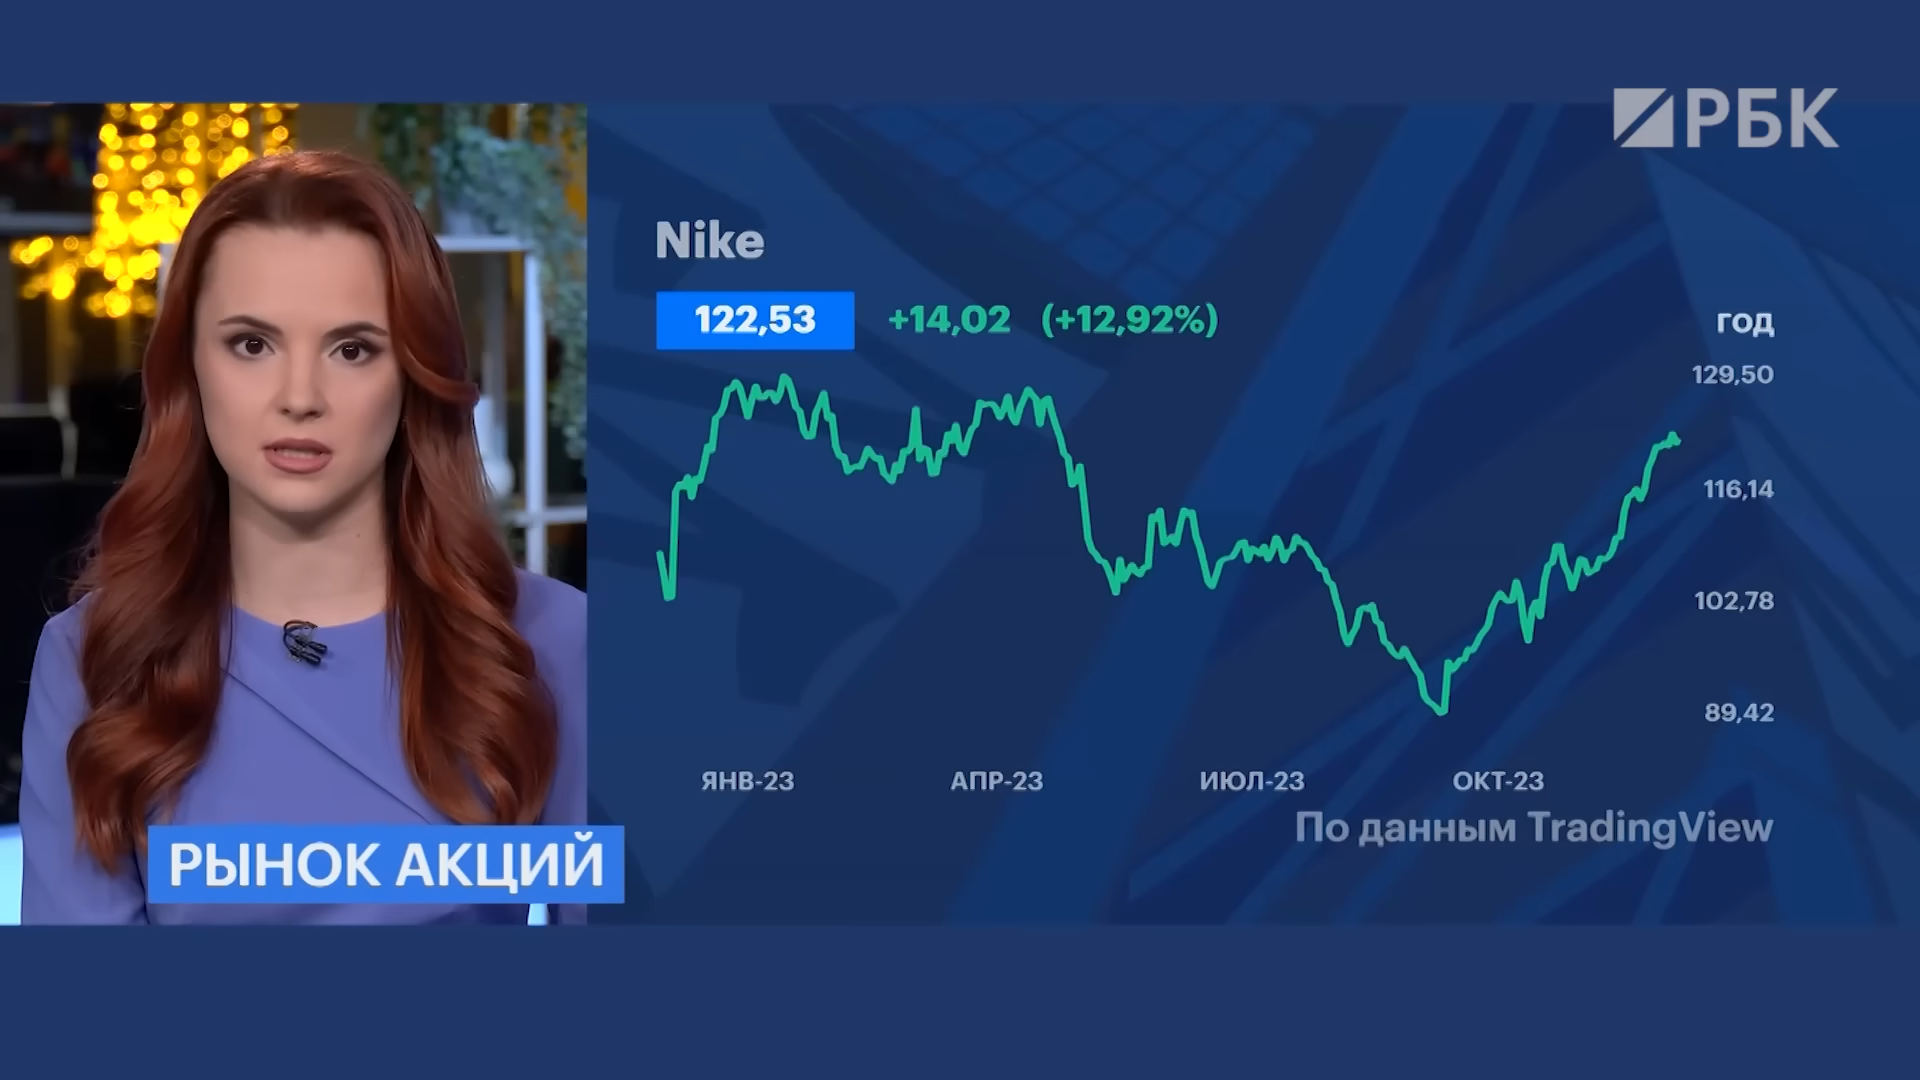 РБК
Nike
122,53 +14,02 (+12,92%)
год
129,50
116,14
102,78
89,42
ЯНВ-23 АПР-23 ИЮЛ-23 ОКТ-23
По данным TradingView
РЫНОК АКЦИЙ